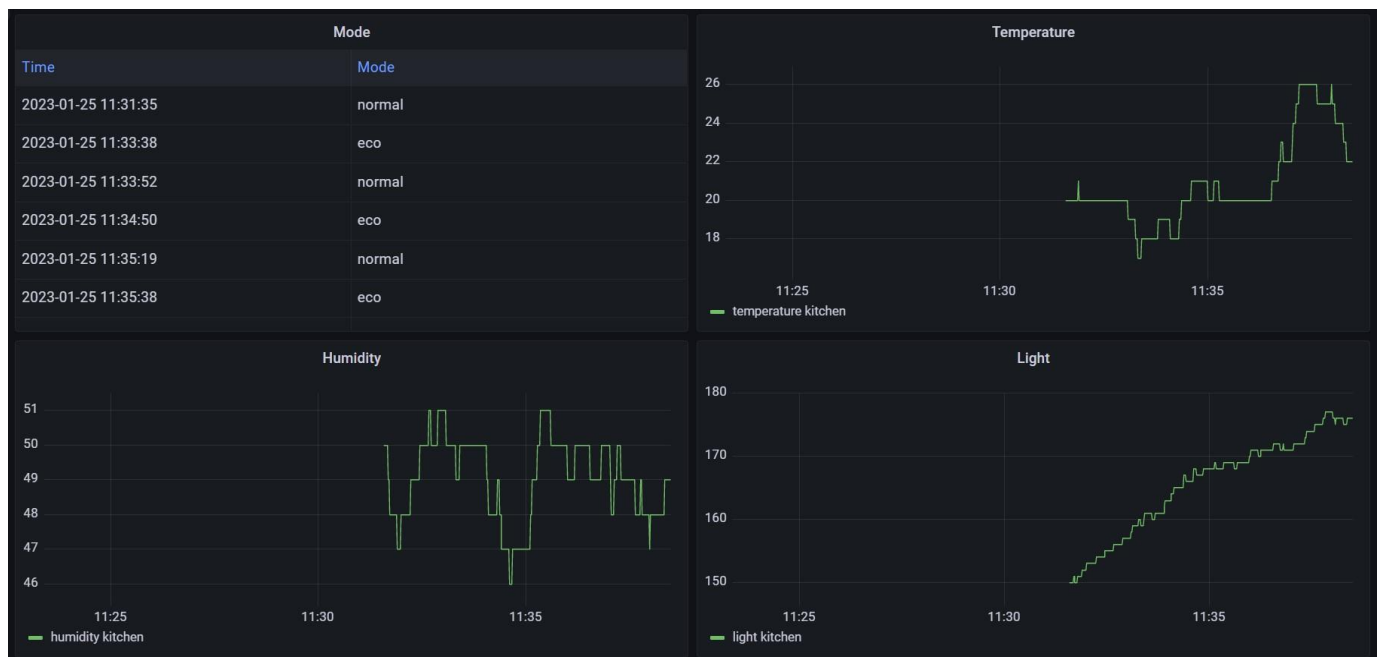 Mode
Time Mode
2023-01-25 11:31:35 normal
2023-01-25 11:33:38 eco
2023-01-25 11:33:52 normal
2023-01-25 11:34:50 eco
2023-01-25 11:35:19 normal
2023-01-25 11:35:38 eco
Temperature
26
24
22
20
18
11:25 11:30 11:35
temperature kitchen
Humidity
51
50
49
48
47
46
11:25 11:30 11:35
humidity kitchen
Light
180
170
160
150
11:25 11:30 11:35
light kitchen